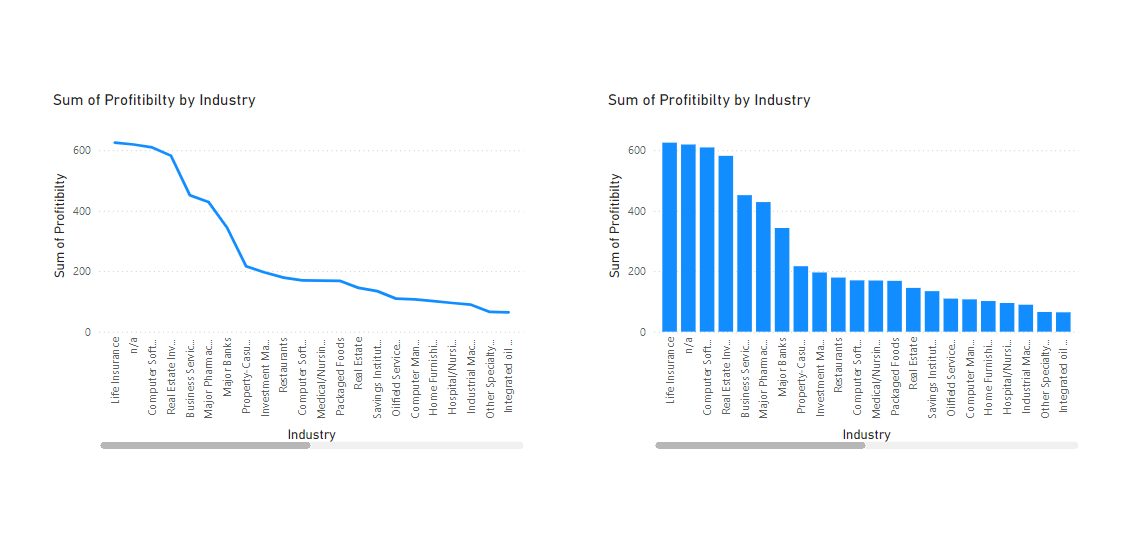 Sum of Profitibilty by Industry
Sum of Profitibilty
600
400
200
0
Life Insurance
n/a
Computer Soft...
Real Estate Inv...
Business Servic...
Major Pharmac...
Major Banks
Property-Casu...
Investment Ma...
Restaurants
Computer Soft...
Medical/Nursin...
Packaged Foods
Real Estate
Savings Institut...
Oilfield Service...
Computer Man...
Home Furnishi...
Hospital/Nursi...
Industrial Mac...
Other Specialty...
Integrated oil ...
Industry
Sum of Profitibilty by Industry
Sum of Profitibilty
600
400
200
0
Life Insurance
n/a
Computer Soft...
Real Estate Inv...
Business Servic...
Major Pharmac...
Major Banks
Property-Casu...
Investment Ma...
Restaurants
Computer Soft...
Medical/Nursin...
Packaged Foods
Real Estate
Savings Institut...
Oilfield Service...
Computer Man...
Home Furnishi...
Hospital/Nursi...
Industrial Mac...
Other Specialty...
Integrated oil ...
Industry